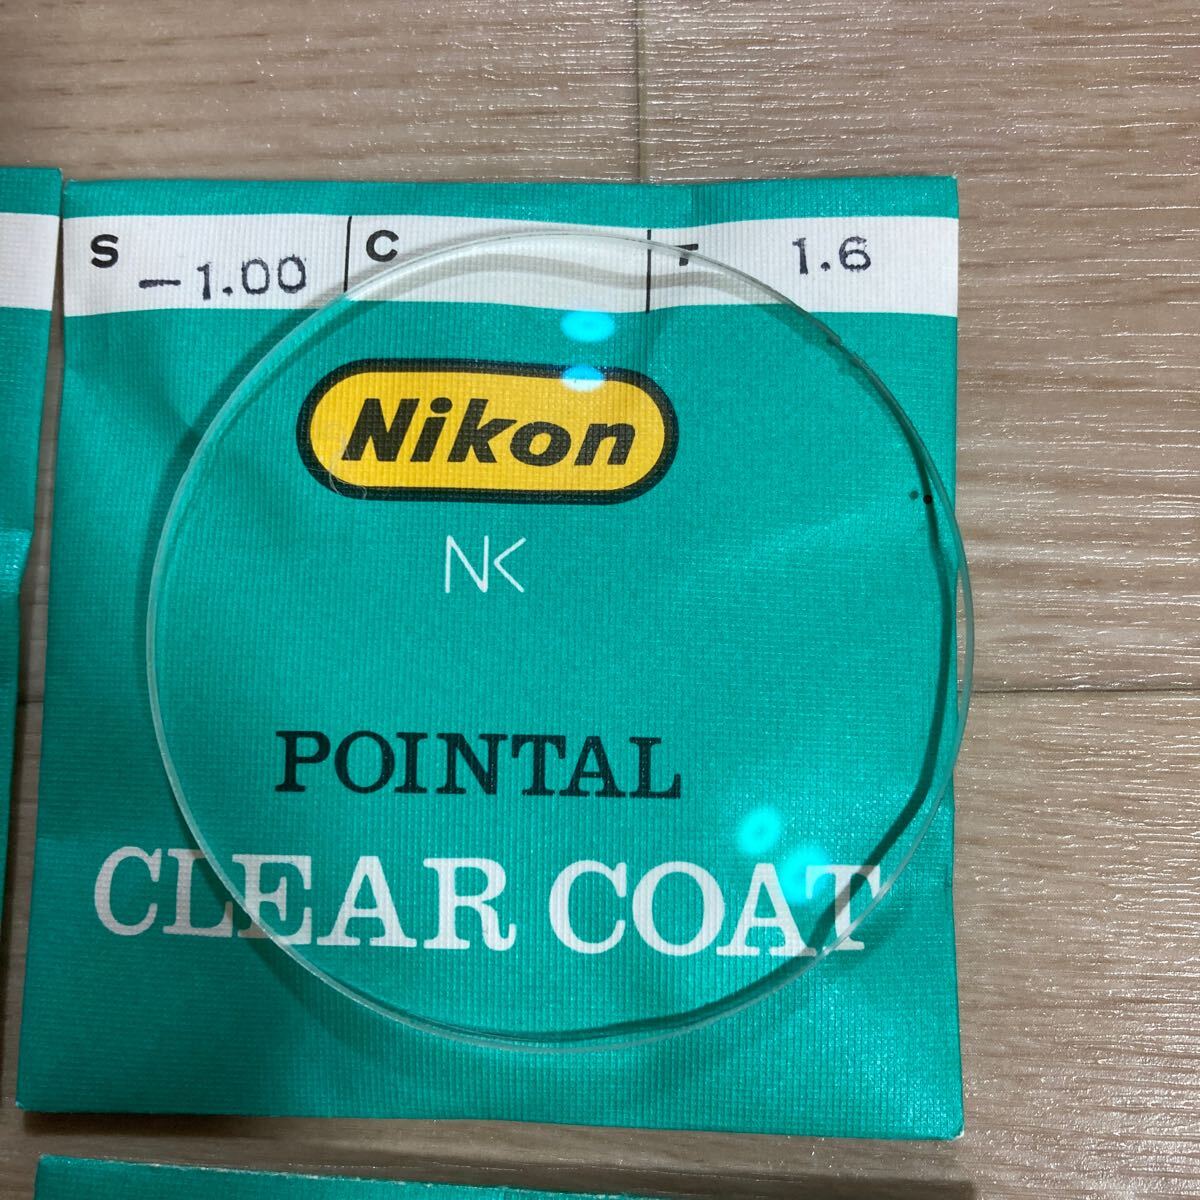 S -1.00 C T 1.6
Nikon
NK
POINTAL
CLEAR COAT